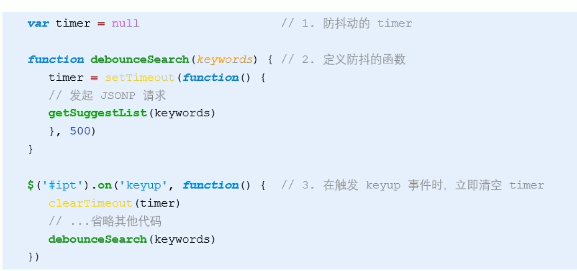 var timer = null // 1. 防抖动的 timer
function debounceSearch(keywords) { // 2. 定义防抖的函数
timer = setTimeout(function() {
// 发起 JSONP 请求
getSuggestList(keywords)
}, 500)
}
$('#ipt').on('keyup', function() { // 3. 在触发 keyup 事件时，立即清空 timer
clearTimeout(timer)
// ...省略其他代码
debounceSearch(keywords)
})